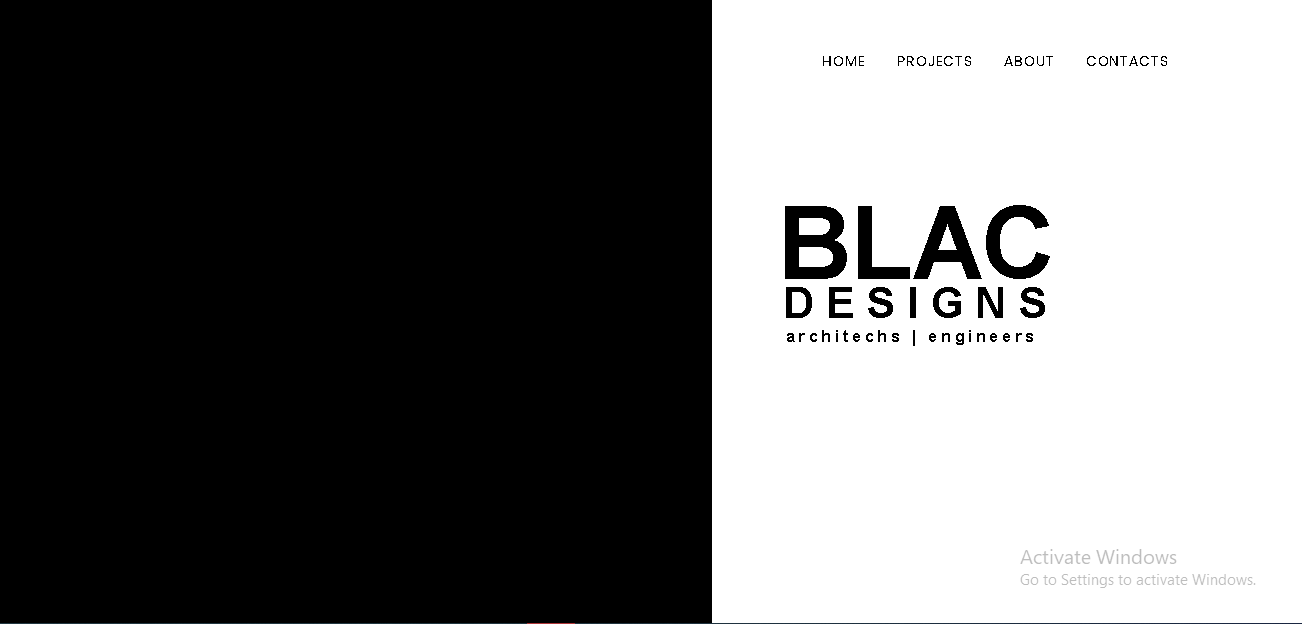 HOME PROJECTS ABOUT CONTACTS
BLAC
DESIGNS
architechs | engineers
Activate Windows
Go to Settings to activate Windows.